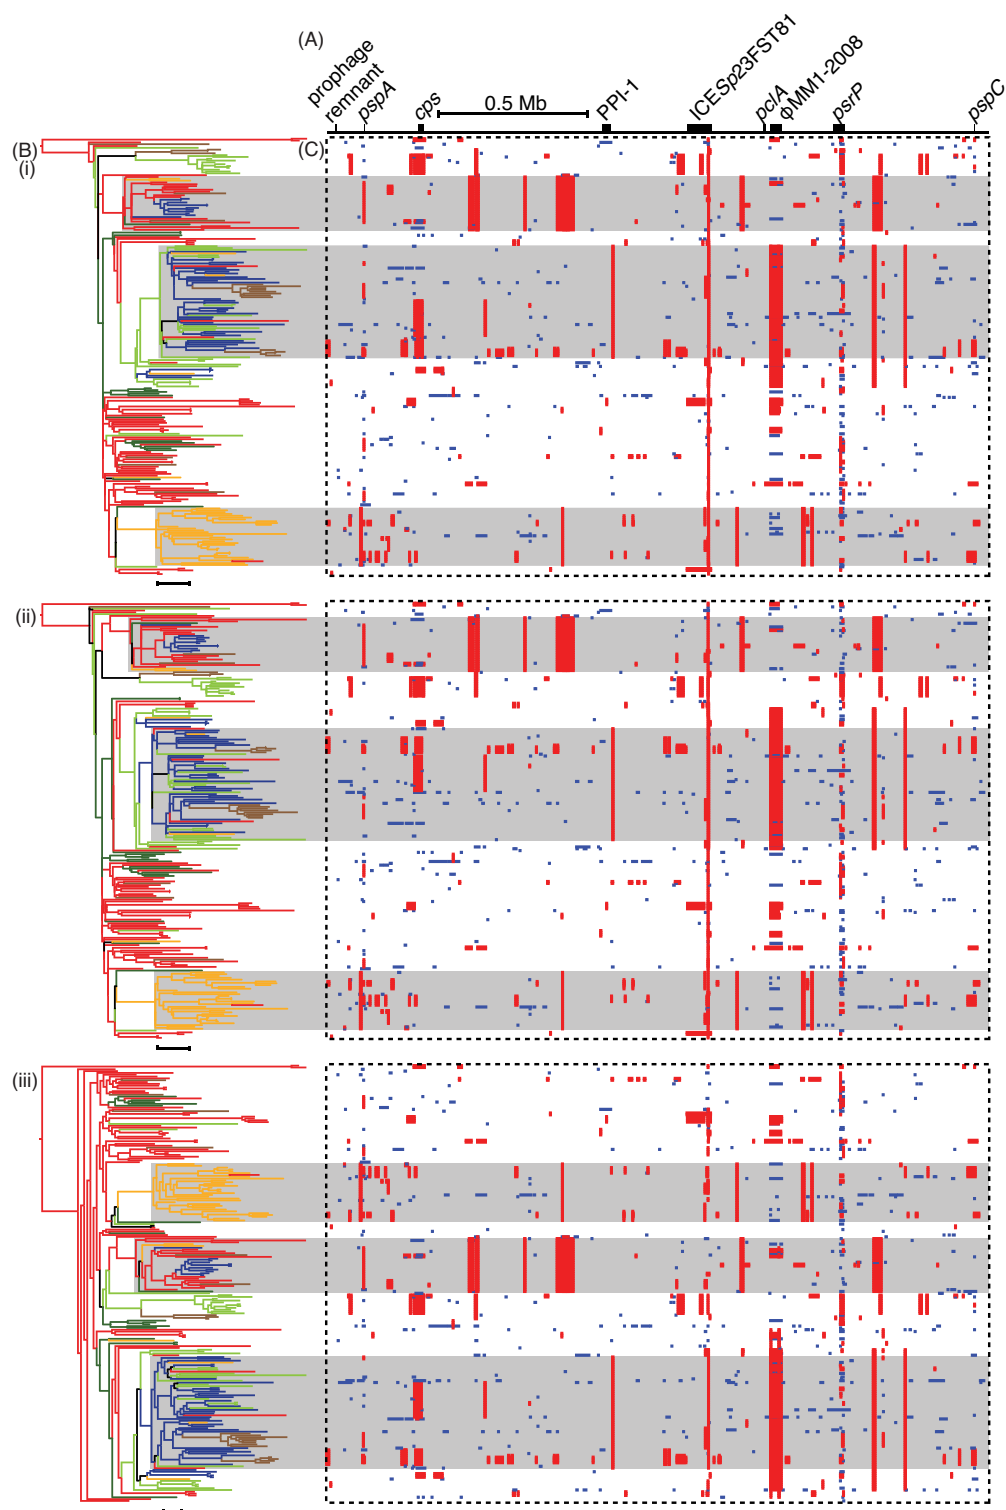 (A)
prophage
remnant
pspA
cps
0.5 Mb
PPI-1
ICESp23FST81
pclA
ϕMM1-2008
psrP
pspC
(B)
(C)
(i)
(ii)
(iii)